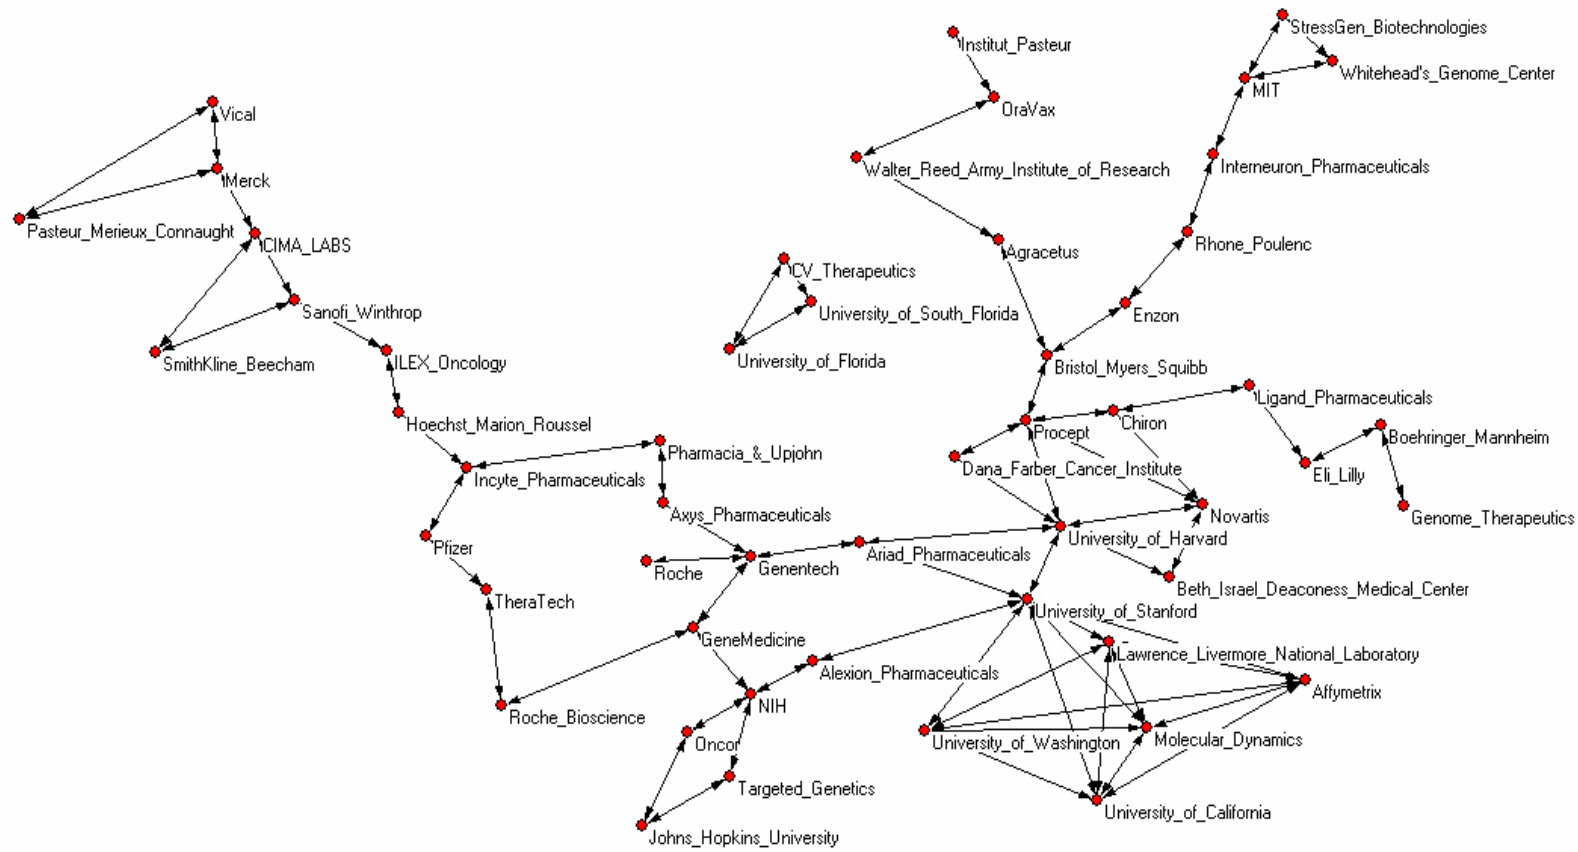 StressGen_Biotechnologies
Institut_Pasteur
Whitehead's_Genome_Center
MIT
OraVax
Vical
Interneuron_Pharmaceuticals
Walter_Reed_Army_Institute_of_Research
Merck
Pasteur_Merieux_Connaught
CIMA_LABS
Rhone_Poulenc
Agracetus
CV_Therapeutics
Sanofi_Winthrop
University_of_South_Florida
Enzon
SmithKline_Beecham
ILEX_Oncology
University_of_Florida
Bristol_Myers_Squibb
Ligand_Pharmaceuticals
Hoechst_Marion_Roussel
Procept
Chiron
Boehringer_Mannheim
Pharmacia_&_Upjohn
Dana_Farber_Cancer_Institute
Eli_Lilly
Incyte_Pharmaceuticals
Axys_Pharmaceuticals
Novartis
Genome_Therapeutics
Pfizer
Roche
Genentech
Ariad_Pharmaceuticals
University_of_Harvard
Beth_Israel_Deaconess_Medical_Center
TheraTech
University_of_Stanford
GeneMedicine
Lawrence_Livermore_National_Laboratory
Alexion_Pharmaceuticals
Affymetrix
NIH
Roche_Bioscience
Oncor
University_of_Washington
Molecular_Dynamics
Targeted_Genetics
University_of_California
Johns_Hopkins_University